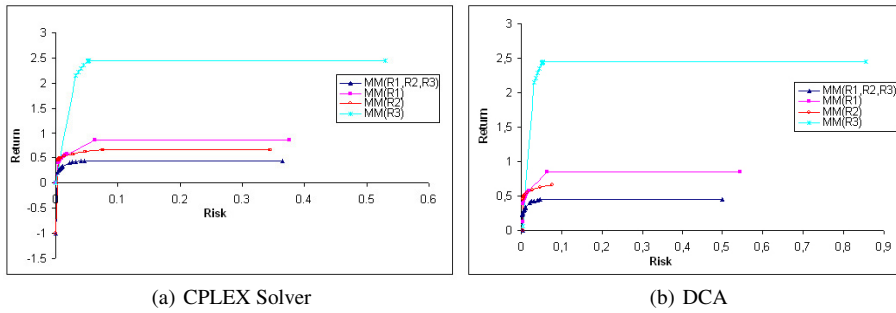 3
2.5
2
1.5
1
0.5
0
-0.5
-1
-1.5
Return
0 0.1 0.2 0.3 0.4 0.5 0.6
Risk
MM(R1,R2,R3)
MM(R1)
MM(R2)
MM(R3)
(a) CPLEX Solver
3
2,5
2
1,5
1
0,5
0
Return
0 0,1 0,2 0,3 0,4 0,5 0,6 0,7 0,8 0,9
Risk
MM(R1,R2,R3)
MM(R1)
MM(R2)
MM(R3)
(b) DCA